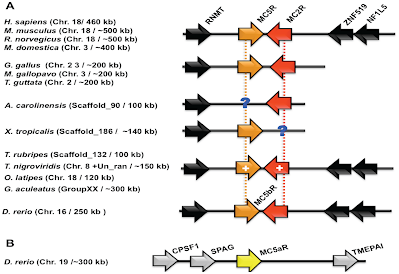 A
RNMT
MC5R
MC2R
ZNF519
NF1L5
H. sapiens (Chr. 18/ 460 kb)
M. musculus (Chr. 18 / ~500 kb)
R. norvegicus (Chr. 18 / ~500 kb)
M. domestica (Chr. 3 / ~400 kb)
G. gallus (Chr. 2 3 / ~200 kb)
M. gallopavo (Chr. 3 / ~200 kb)
T. guttata (Chr. 2 / ~200 kb)
A. carolinensis (Scaffold_90 / 100 kb)
?
X. tropicalis (Scaffold_186 / ~140 kb)
?
T. rubripes (Scaffold_132 / 100 kb)
T. nigroviridis (Chr. 8 +Un_ran / ~150 kb)
+ +
O. latipes (Chr. 18 / 120 kb)
G. aculeatus (GroupXX / ~300 kb)
MC5bR
D. rerio (Chr. 16 / 250 kb )
B
CPSF1
SPAG
MC5aR
TMEPAI
D. rerio (Chr. 19 /~300 kb)